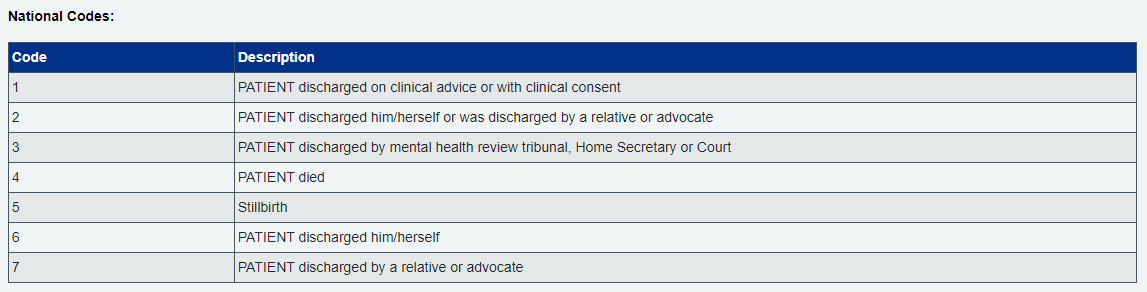 National Codes:
Code Description
1 PATIENT discharged on clinical advice or with clinical consent
2 PATIENT discharged him/herself or was discharged by a relative or advocate
3 PATIENT discharged by mental health review tribunal, Home Secretary or Court
4 PATIENT died
5 Stillbirth
6 PATIENT discharged him/herself
7 PATIENT discharged by a relative or advocate